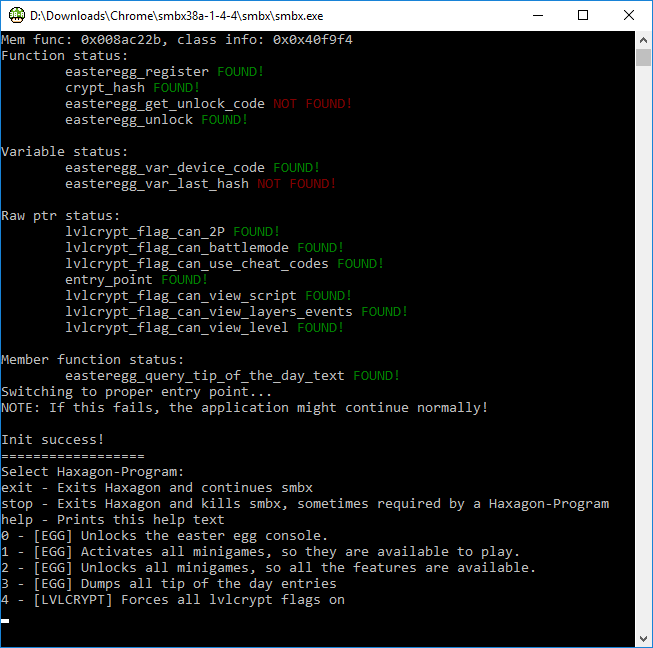 D:\Downloads\Chrome\smbx38a-1-4-4\smbx\smbx.exe
Mem func: 0x008ac22b, class info: 0x0x40f9f4
Function status:
easteregg_register FOUND!
crypt_hash FOUND!
easteregg_get_unlock_code NOT FOUND!
easteregg_unlock FOUND!
Variable status:
easteregg_var_device_code FOUND!
easteregg_var_last_hash NOT FOUND!
Raw ptr status:
lvlcrypt_flag_can_2P FOUND!
lvlcrypt_flag_can_battlemode FOUND!
lvlcrypt_flag_can_use_cheat_codes FOUND!
entry_point FOUND!
lvlcrypt_flag_can_view_script FOUND!
lvlcrypt_flag_can_view_layers_events FOUND!
lvlcrypt_flag_can_view_level FOUND!
Member function status:
easteregg_query_tip_of_the_day_text FOUND!
Switching to proper entry point...
NOTE: If this fails, the application might continue normally!
Init success!
==================
Select Haxagon-Program:
exit - Exits Haxagon and continues smbx
stop - Exits Haxagon and kills smbx, sometimes required by a Haxagon-Program
help - Prints this help text
0 - [EGG] Unlocks the easter egg console.
1 - [EGG] Activates all minigames, so they are available to play.
2 - [EGG] Unlocks all minigames, so all the features are available.
3 - [EGG] Dumps all tip of the day entries
4 - [LVLCRYPT] Forces all lvlcrypt flags on